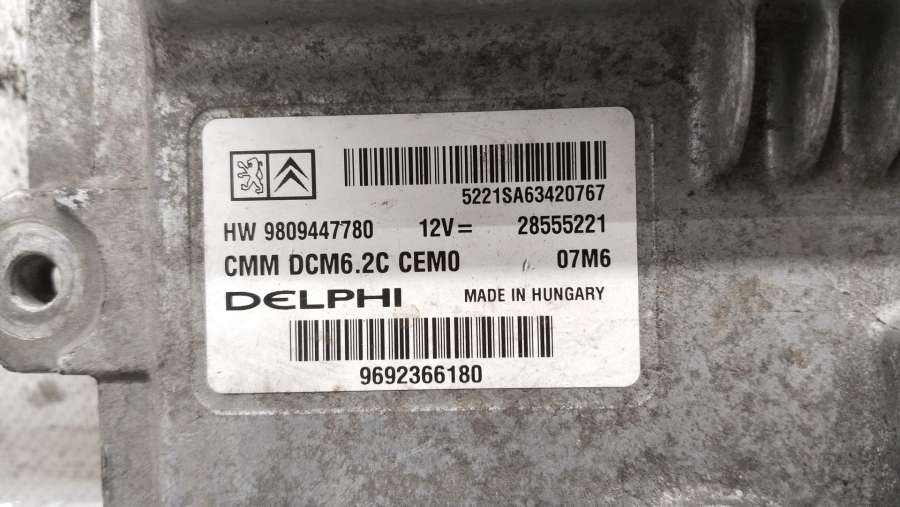 5221SA63420767
HW 9809447780 12V= 28555221
CMM DCM6.2C CEM0 07M6
DELPHI MADE IN HUNGARY
9692366180